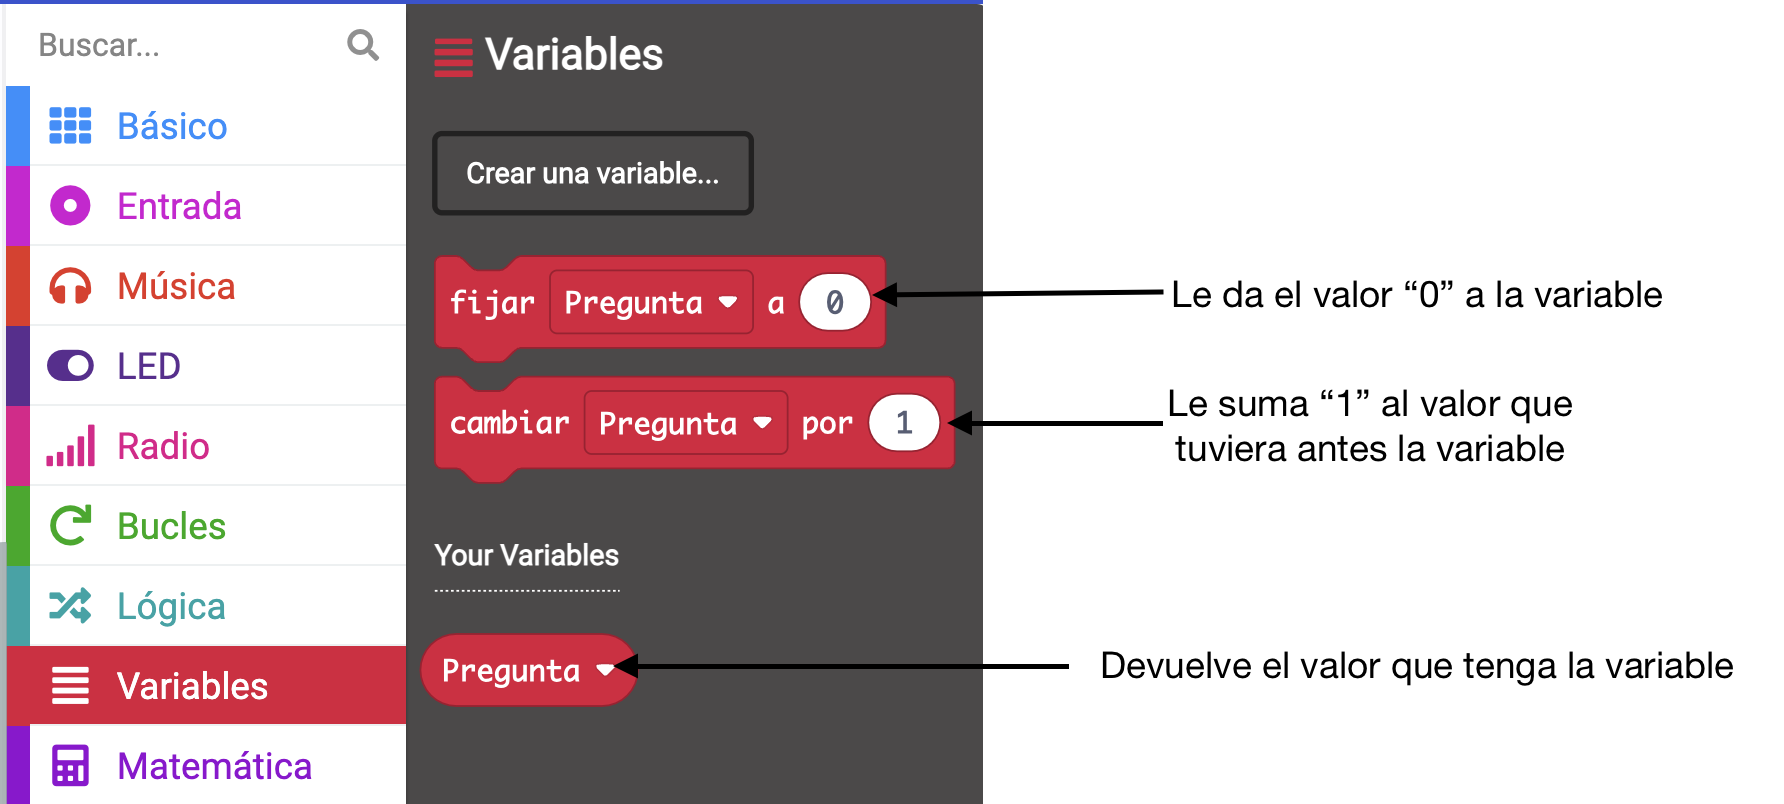 Buscar...
Básico
Entrada
Música
LED
Radio
Bucles
Lógica
Variables
Matemática
Variables
Crear una variable...
fijar Pregunta a 0
cambiar Pregunta por 1
Your Variables
Pregunta
Le da el valor “0” a la variable
Le suma “1” al valor que
tuviera antes la variable
Devuelve el valor que tenga la variable